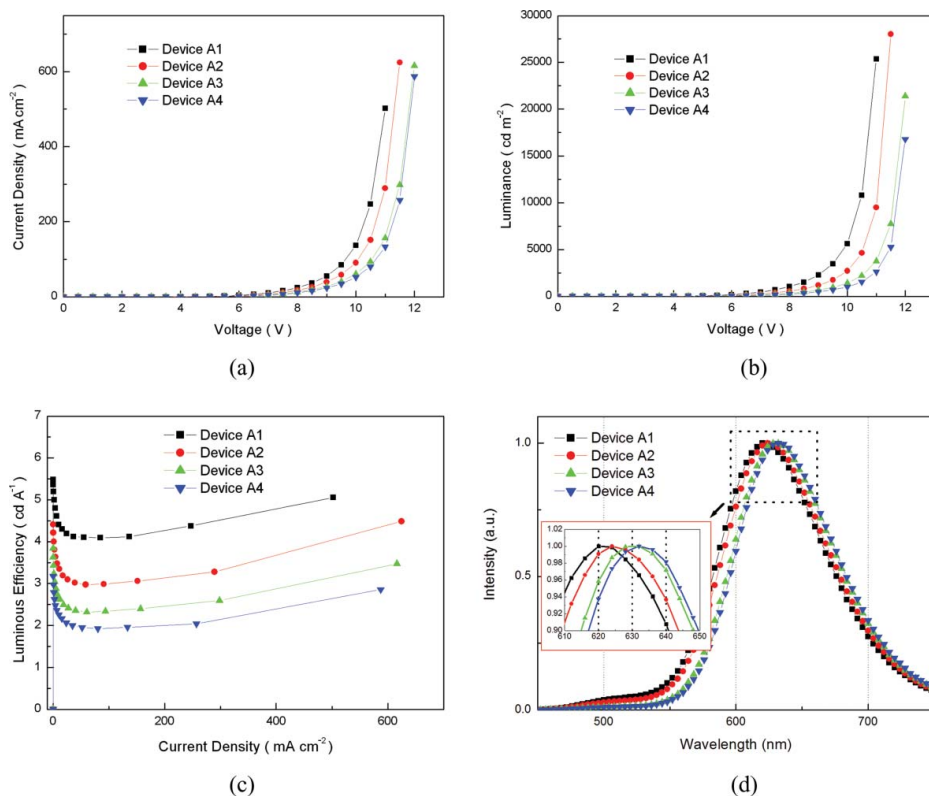 600
400
200
0
Current Density ( mA cm-2)
Device A1
Device A2
Device A3
Device A4
0 2 4 6 8 10 12
Voltage ( V )
(a)
30000
25000
20000
15000
10000
5000
0
Luminance ( cd m-2)
Device A1
Device A2
Device A3
Device A4
0 2 4 6 8 10 12
Voltage ( V )
(b)
7
6
5
4
3
2
1
0
Luminous Efficiency ( cd A-1)
Device A1
Device A2
Device A3
Device A4
0 200 400 600
Current Density ( mA cm-2)
(c)
1.0
0.5
0.0
Intensity (a.u.)
Device A1
Device A2
Device A3
Device A4
1.00
0.98
0.96
0.94
0.92
0.90
610 620 630 640 650
500 600 700
Wavelength (nm)
(d)